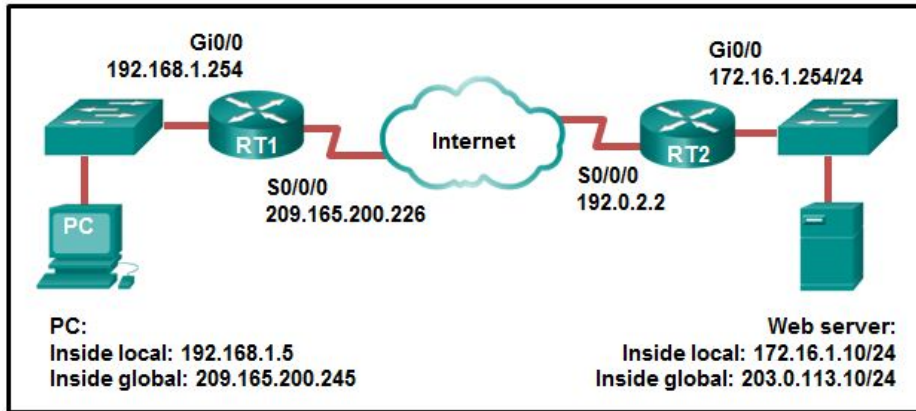 Gi0/0
192.168.1.254
Gi0/0
172.16.1.254/24
RT1
Internet
RT2
S0/0/0
209.165.200.226
S0/0/0
192.0.2.2
PC
PC:
Inside local: 192.168.1.5
Inside global: 209.165.200.245
Web server:
Inside local: 172.16.1.10/24
Inside global: 203.0.113.10/24